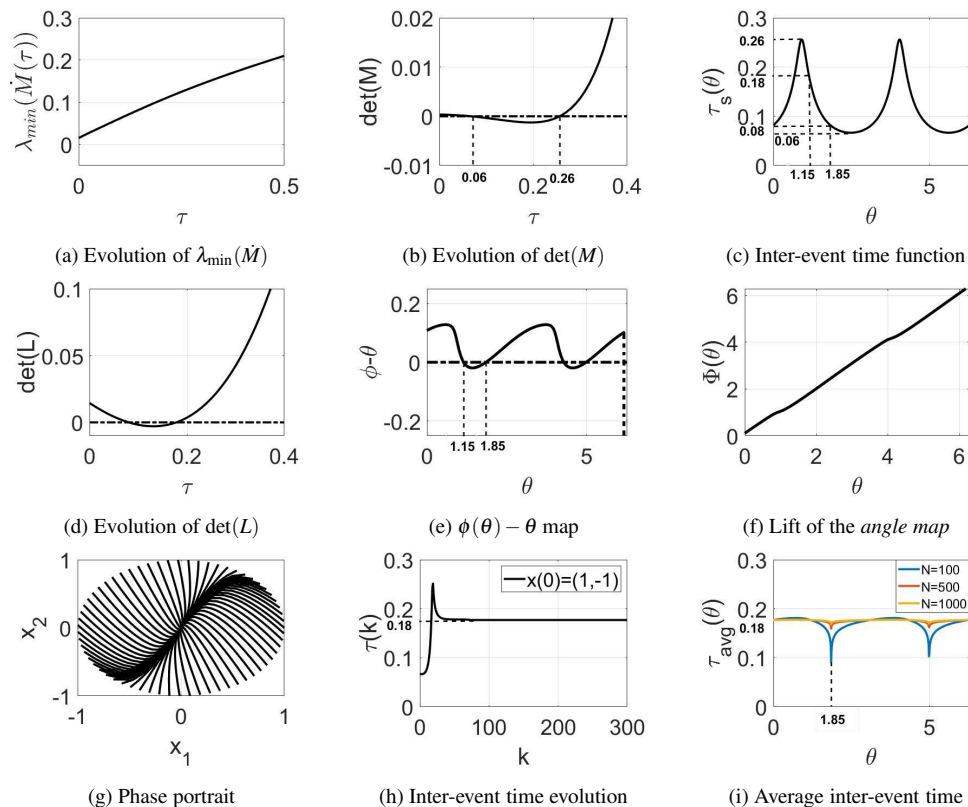 0.3
0.2
0.1
0
λmin(Ṁ(τ))
0
0.5
τ
(a) Evolution of λmin(Ṁ)
0.02
0.01
0
-0.01
det(M)
0.06
0.26
0
0.2
0.4
τ
(b) Evolution of det(M)
0.3
0.26
0.2
0.18
0.1
0.08
0.06
0
τs(θ)
1.15
1.85
0
5
θ
(c) Inter-event time function
0.1
0.05
0
det(L)
0
0.2
0.4
τ
(d) Evolution of det(L)
0.2
0
-0.2
ϕ-θ
1.15
1.85
0
5
θ
(e) ϕ(θ) − θ map
6
4
2
0
Φ(θ)
0
2
4
6
θ
(f) Lift of the angle map
1
0
-1
x2
-1
0
1
x1
(g) Phase portrait
0.3
0.2
0.18
0.1
0
τ(k)
x(0)=(1,-1)
0
100
200
300
k
(h) Inter-event time evolution
0.3
0.2
0.18
0.1
0
τavg(θ)
N=100
N=500
N=1000
1.85
0
5
θ
(i) Average inter-event time